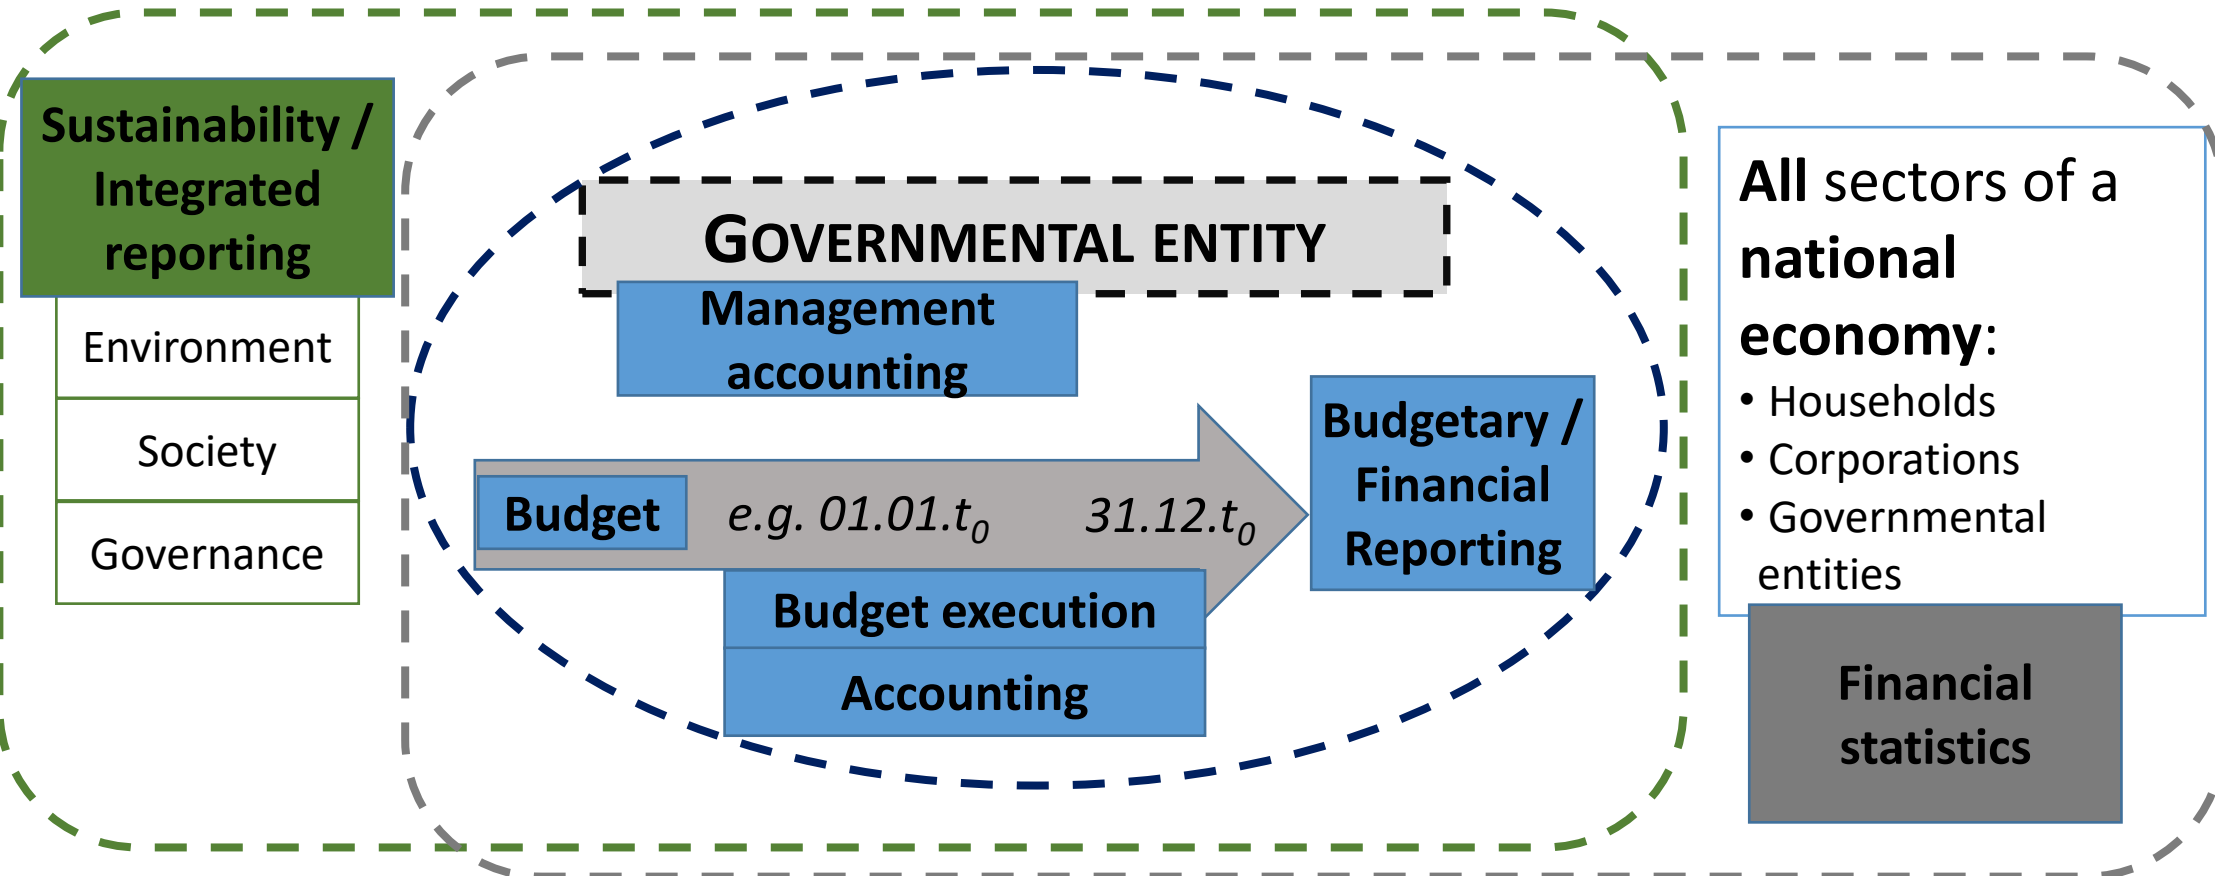 Sustainability /
Integrated
reporting
Environment
Society
Governance
GOVERNMENTAL ENTITY
Management
accounting
Budget
e.g. 01.01.t₀
31.12.t₀
Budget execution
Accounting
Budgetary /
Financial
Reporting
All sectors of a
national
economy:
• Households
• Corporations
• Governmental
entities
Financial
statistics